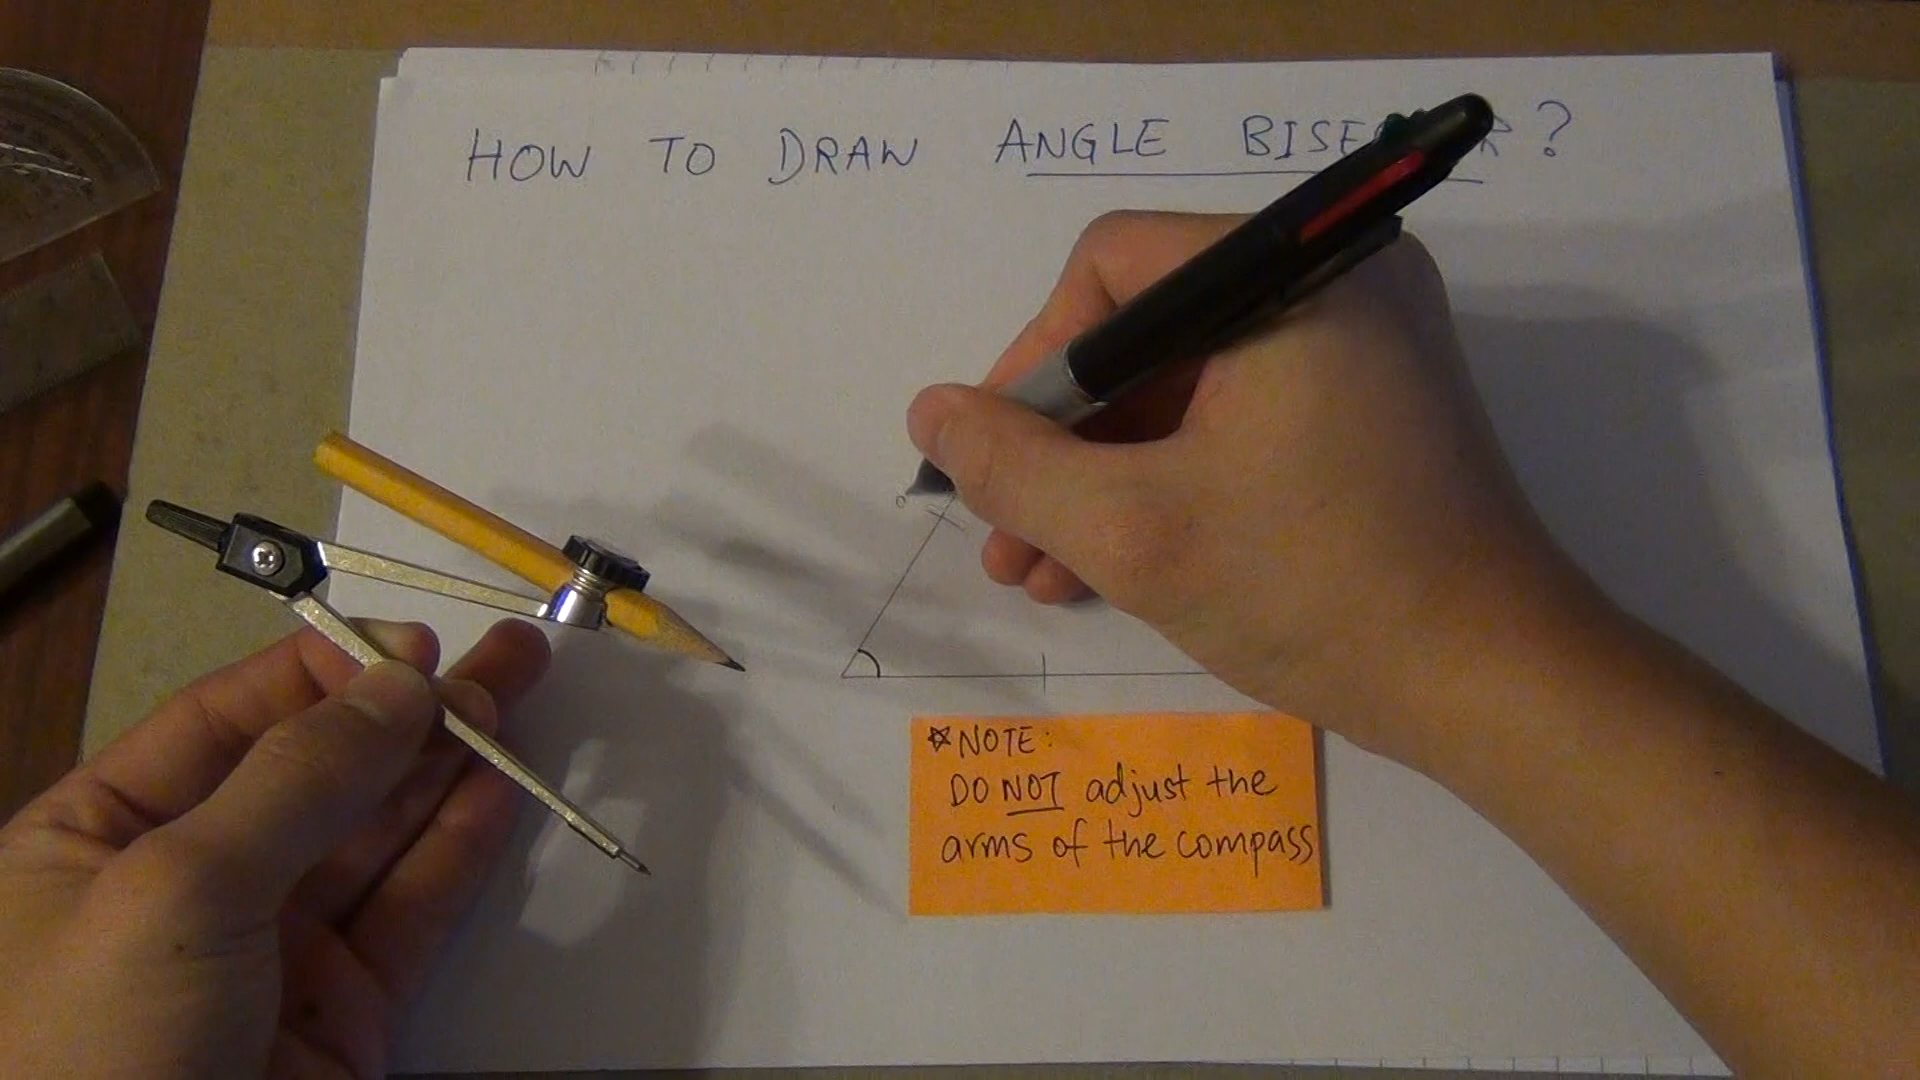 HOW TO DRAW ANGLE BISE R ?
☆NOTE:
DO NOT adjust the
arms of the compass